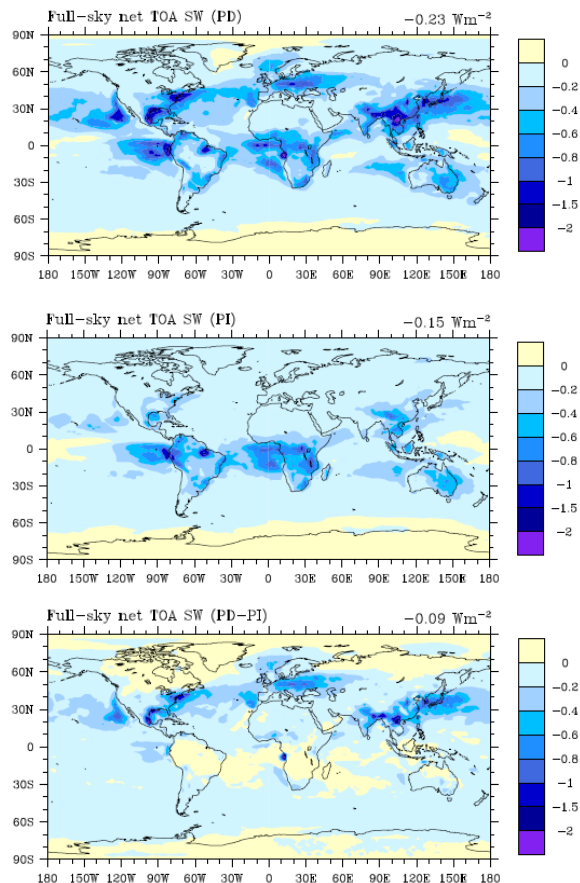 Full-sky net TOA SW (PD) −0.23 Wm−2
90N
60N
30N
0
30S
60S
90S
180 150W 120W 90W 60W 30W 0 30E 60E 90E 120E 150E 180
0
−0.2
−0.4
−0.6
−0.8
−1
−1.5
−2
Full-sky net TOA SW (PI) −0.15 Wm−2
90N
60N
30N
0
30S
60S
90S
180 150W 120W 90W 60W 30W 0 30E 60E 90E 120E 150E 180
0
−0.2
−0.4
−0.6
−0.8
−1
−1.5
−2
Full-sky net TOA SW (PD-PI) −0.09 Wm−2
90N
60N
30N
0
30S
60S
90S
180 150W 120W 90W 60W 30W 0 30E 60E 90E 120E 150E 180
0
−0.2
−0.4
−0.6
−0.8
−1
−1.5
−2